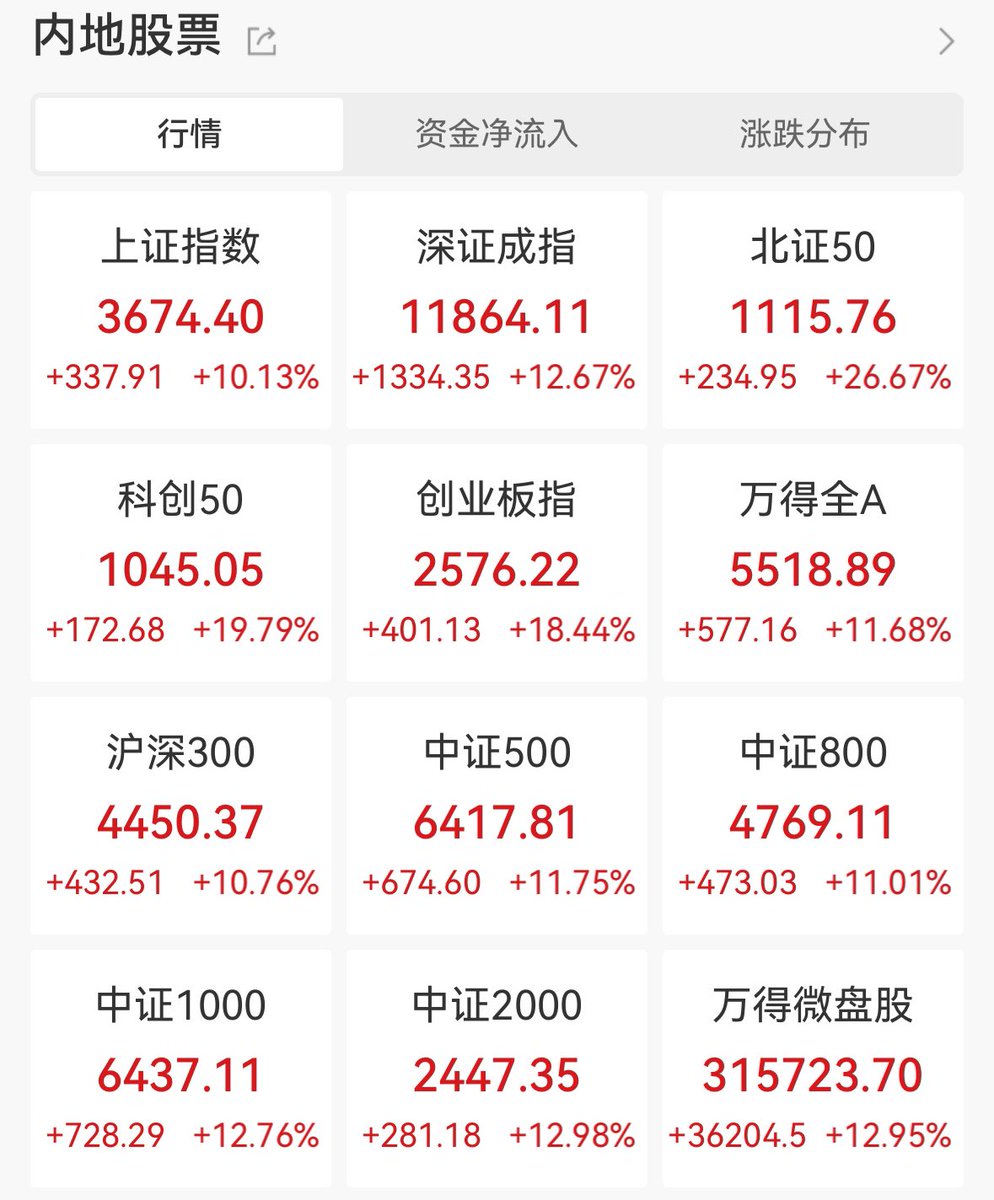 内地股票
行情 资金净流入 涨跌分布
上证指数 深证成指 北证50
3674.40 11864.11 1115.76
+337.91 +10.13% +1334.35 +12.67% +234.95 +26.67%
科创50 创业板指 万得全A
1045.05 2576.22 5518.89
+172.68 +19.79% +401.13 +18.44% +577.16 +11.68%
沪深300 中证500 中证800
4450.37 6417.81 4769.11
+432.51 +10.76% +674.60 +11.75% +473.03 +11.01%
中证1000 中证2000 万得微盘股
6437.11 2447.35 315723.70
+728.29 +12.76% +281.18 +12.98% +36204.5 +12.95%